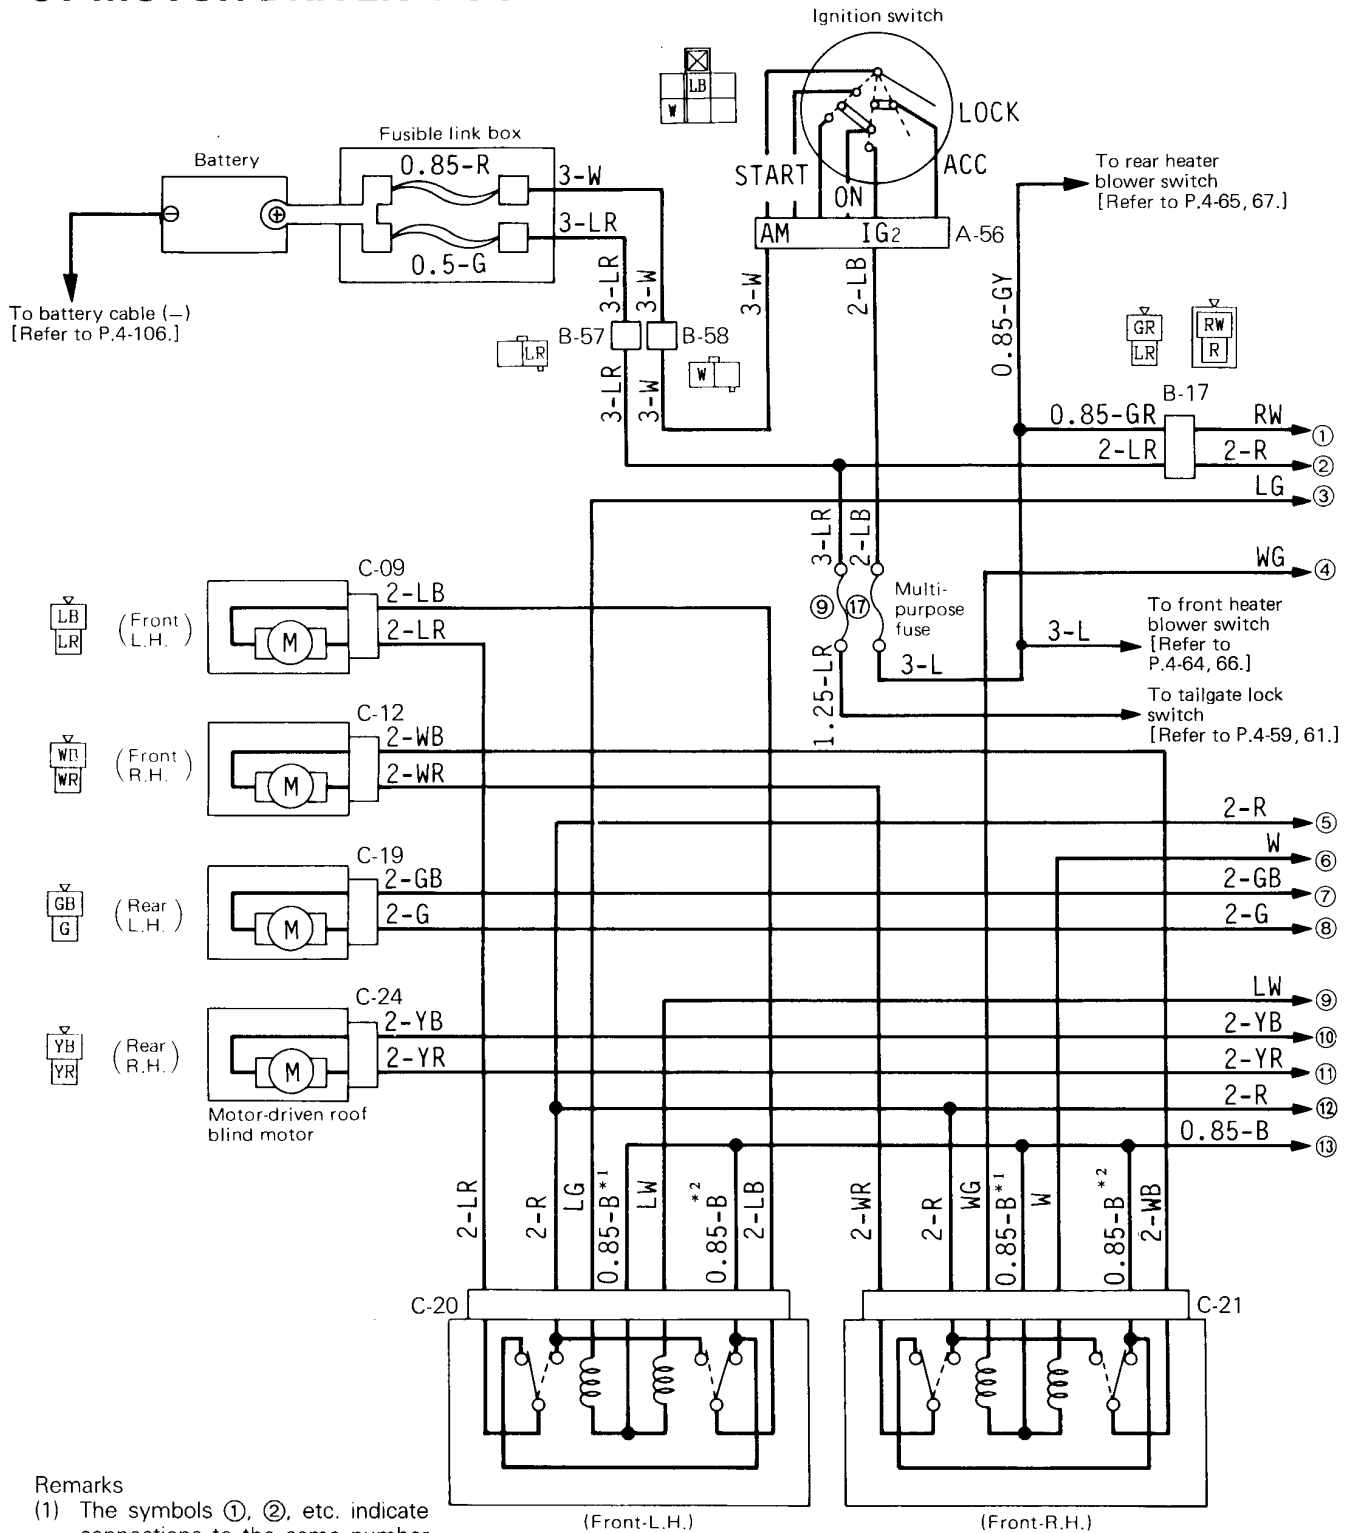 Ignition switch
LB
W
LOCK
ACC
START
ON
AM
IG2
A-56
Fusible link box
Battery
0.85-R
0.5-G
3-W
3-LR
To battery cable (–)
[Refer to P.4-106.]
3-LR
3-W
B-57
B-58
LR
W
3-LR
3-W
3-W
2-LB
To rear heater
blower switch
[Refer to P.4-65, 67.]
0.85-GY
GR
LR
RW
R
B-17
0.85-GR
RW
①
2-LR
2-R
②
LG
③
WG
④
3-LR
2-LB
⑨
⑰
Multi-
purpose
fuse
1.25-LR
3-L
3-L
To front heater
blower switch
[Refer to
P.4-64, 66.]
To tailgate lock
switch
[Refer to P.4-59, 61.]
LB
LR
(Front
L.H.)
M
C-09
2-LB
2-LR
WB
WR
(Front
R.H.)
M
C-12
2-WB
2-WR
GB
G
(Rear
L.H.)
M
C-19
2-GB
2-G
YB
YR
(Rear
R.H.)
M
C-24
2-YB
2-YR
Motor-driven roof
blind motor
2-R
⑤
W
⑥
2-GB
⑦
2-G
⑧
LW
⑨
2-YB
⑩
2-YR
⑪
2-R
⑫
0.85-B
⑬
2-LR
2-R
LG
0.85-B*1
LW
0.85-B*2
2-LB
2-WR
2-R
WG
0.85-B*1
W
0.85-B*2
2-WB
C-20
C-21
(Front-L.H.)
(Front-R.H.)
Remarks
(1) The symbols ①, ②, etc. indicate